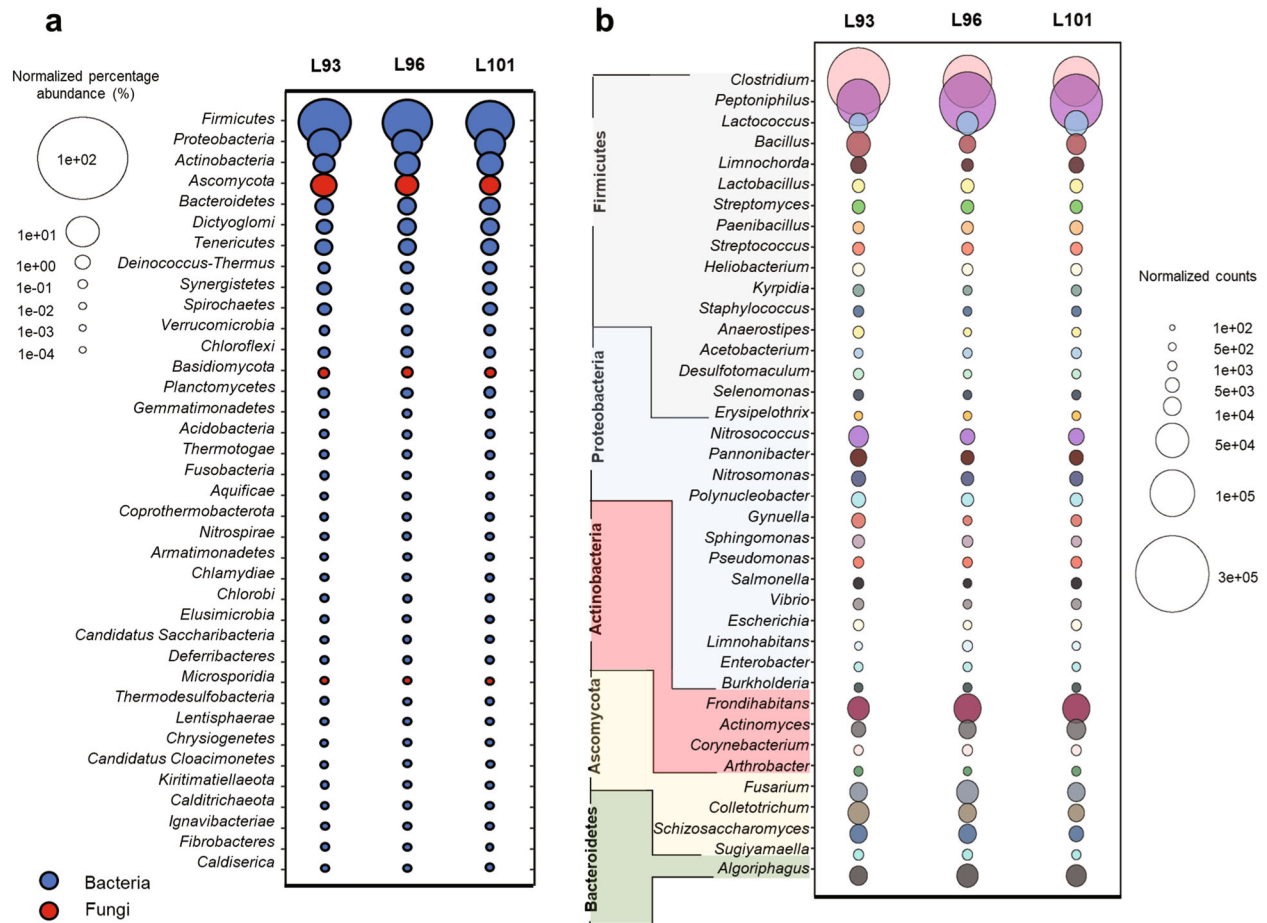 a
L93 L96 L101
Normalized percentage
abundance (%)
1e+02
1e+01
1e+00
1e-01
1e-02
1e-03
1e-04
Firmicutes
Proteobacteria
Actinobacteria
Ascomycota
Bacteroidetes
Dictyoglomi
Tenericutes
Deinococcus-Thermus
Synergistetes
Spirochaetes
Verrucomicrobia
Chloroflexi
Basidiomycota
Planctomycetes
Gemmatimonadetes
Acidobacteria
Thermotogae
Fusobacteria
Aquificae
Coprothermobacterota
Nitrospirae
Armatimonadetes
Chlamydiae
Chlorobi
Elusimicrobia
Candidatus Saccharibacteria
Deferribacteres
Microsporidia
Thermodesulfobacteria
Lentisphaerae
Chrysiogenetes
Candidatus Cloacimonetes
Kiritimatiellaeota
Calditrichaeota
Ignavibacteriae
Fibrobacteres
Caldiserica
Bacteria
Fungi
b
L93 L96 L101
Firmicutes
Proteobacteria
Actinobacteria
Ascomycota
Bacteroidetes
Clostridium
Peptoniphilus
Lactococcus
Bacillus
Limnochorda
Lactobacillus
Streptomyces
Paenibacillus
Streptococcus
Heliobacterium
Kyrpidia
Staphylococcus
Anaerostipes
Acetobacterium
Desulfotomaculum
Selenomonas
Erysipelothrix
Nitrosococcus
Pannonibacter
Nitrosomonas
Polynucleobacter
Gynuella
Sphingomonas
Pseudomonas
Salmonella
Vibrio
Escherichia
Limnohabitans
Enterobacter
Burkholderia
Frondihabitans
Actinomyces
Corynebacterium
Arthrobacter
Fusarium
Colletotrichum
Schizosaccharomyces
Sugiyamaella
Algoriphagus
Normalized counts
1e+02
5e+02
1e+03
5e+03
1e+04
5e+04
1e+05
3e+05